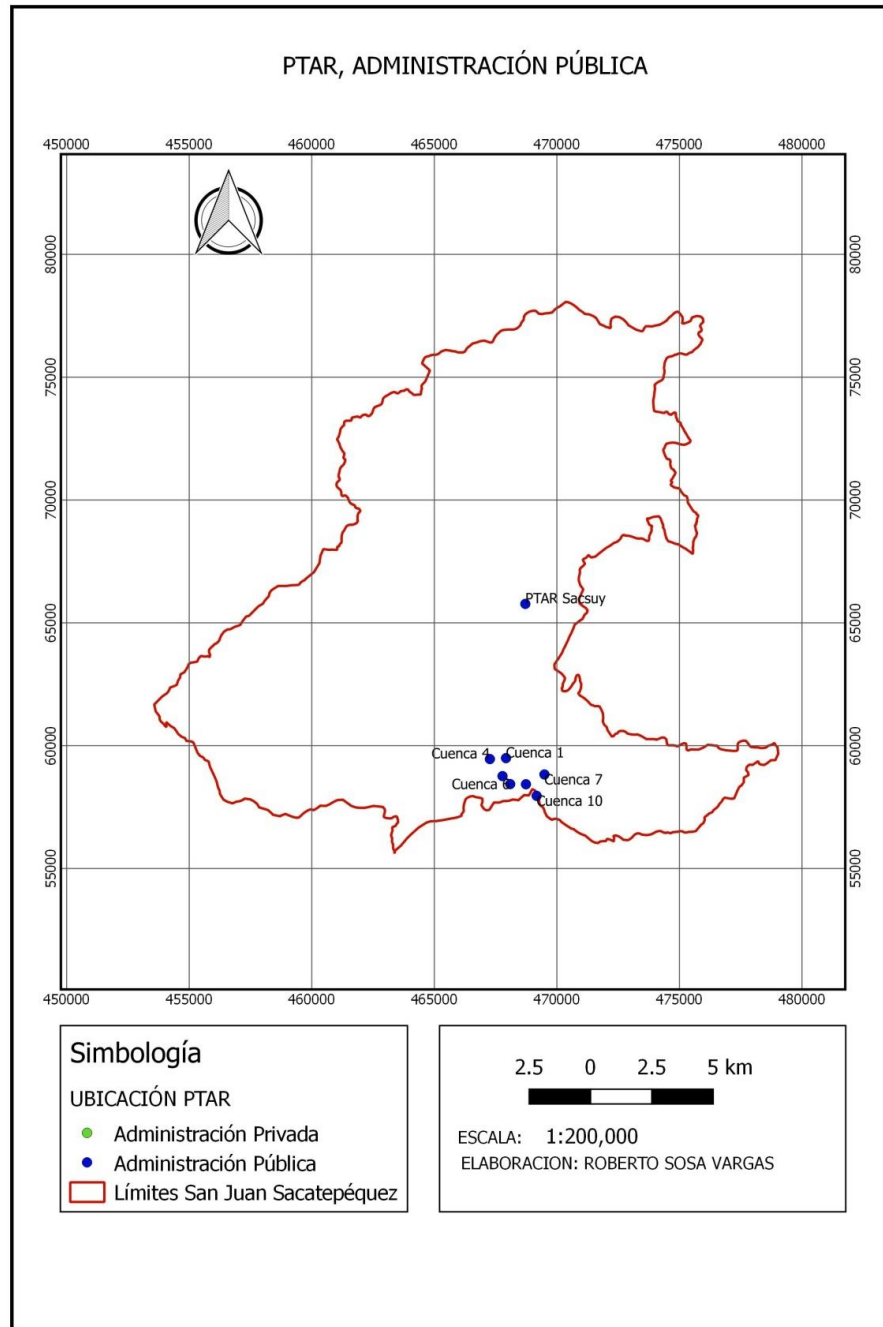 PTAR, ADMINISTRACIÓN PÚBLICA
450000 455000 460000 465000 470000 475000 480000
80000 80000
75000 75000
70000 70000
PTAR Sacsuy
65000 65000
60000 60000
Cuenca 4 Cuenca 1
Cuenca 6 Cuenca 7
Cuenca 10
55000 55000
450000 455000 460000 465000 470000 475000 480000
Simbología
UBICACIÓN PTAR
Administración Privada
Administración Pública
Límites San Juan Sacatepéquez
2.5 0 2.5 5 km
ESCALA: 1:200,000
ELABORACION: ROBERTO SOSA VARGAS